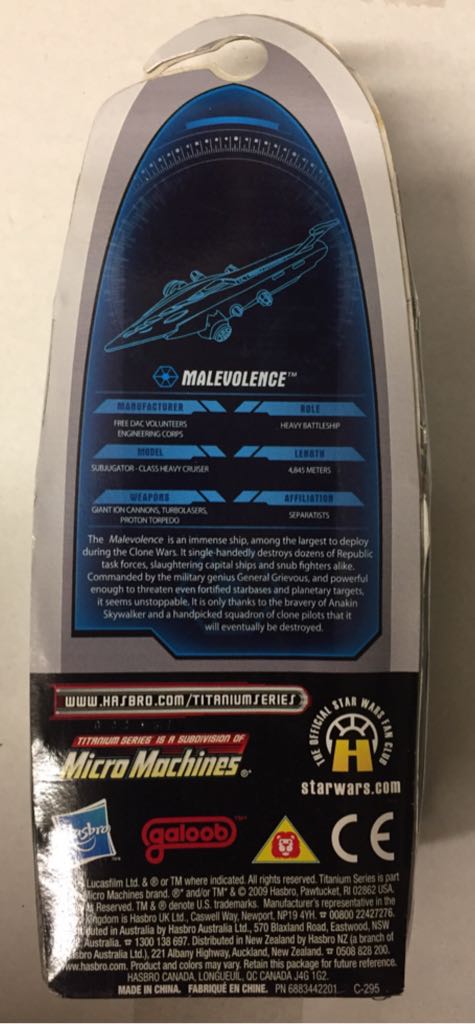 MALEVOLENCE™
MANUFACTURER
FREE DAC VOLUNTEERS
ENGINEERING CORPS
ROLE
HEAVY BATTLESHIP
MODEL
SUBJUGATOR - CLASS HEAVY CRUISER
LENGTH
4,845 METERS
WEAPONS
GIANT ION CANNONS, TURBOLASERS,
PROTON TORPEDO
AFFILIATION
SEPARATISTS
The Malevolence is an immense ship, among the largest to deploy
during the Clone Wars. It single-handedly destroys dozens of Republic
task forces, slaughtering capital ships and snub fighters alike.
Commanded by the military genius General Grievous, and powerful
enough to threaten even fortified starbases and planetary targets,
it seems unstoppable. It is only thanks to the bravery of Anakin
Skywalker and a handpicked squadron of clone pilots that it
will eventually be destroyed.
WWW.HASBRO.COM/TITANIUMSERIES
TITANIUM SERIES IS A SUBDIVISION OF
Micro Machines®.
THE OFFICIAL STAR WARS FAN CLUB
H
starwars.com
Hasbro
™
galoob™
CE
Lucasfilm Ltd. & ® or TM where indicated. All rights reserved. Titanium Series is part
Micro Machines brand. ®* and/or TM* & © 2009 Hasbro, Pawtucket, RI 02862 USA.
Reserved. TM & ® denote U.S. trademarks. Manufacturer's representative in the
Kingdom is Hasbro UK Ltd., Caswell Way, Newport, NP19 4YH. ☎ 00800 22427276.
Distributed in Australia by Hasbro Australia Ltd., 570 Blaxland Road, Eastwood, NSW
Australia. ☎ 1300 138 697. Distributed in New Zealand by Hasbro NZ (a branch of
Hasbro Australia Ltd.), 221 Albany Highway, Auckland, New Zealand. ☎ 0508 828 200.
www.hasbro.com. Product and colors may vary. Retain this package for future reference.
HASBRO CANADA, LONGUEUIL, QC CANADA J4G 1G2.
MADE IN CHINA. FABRIQUÉ EN CHINE. PN 6883442201 C-295